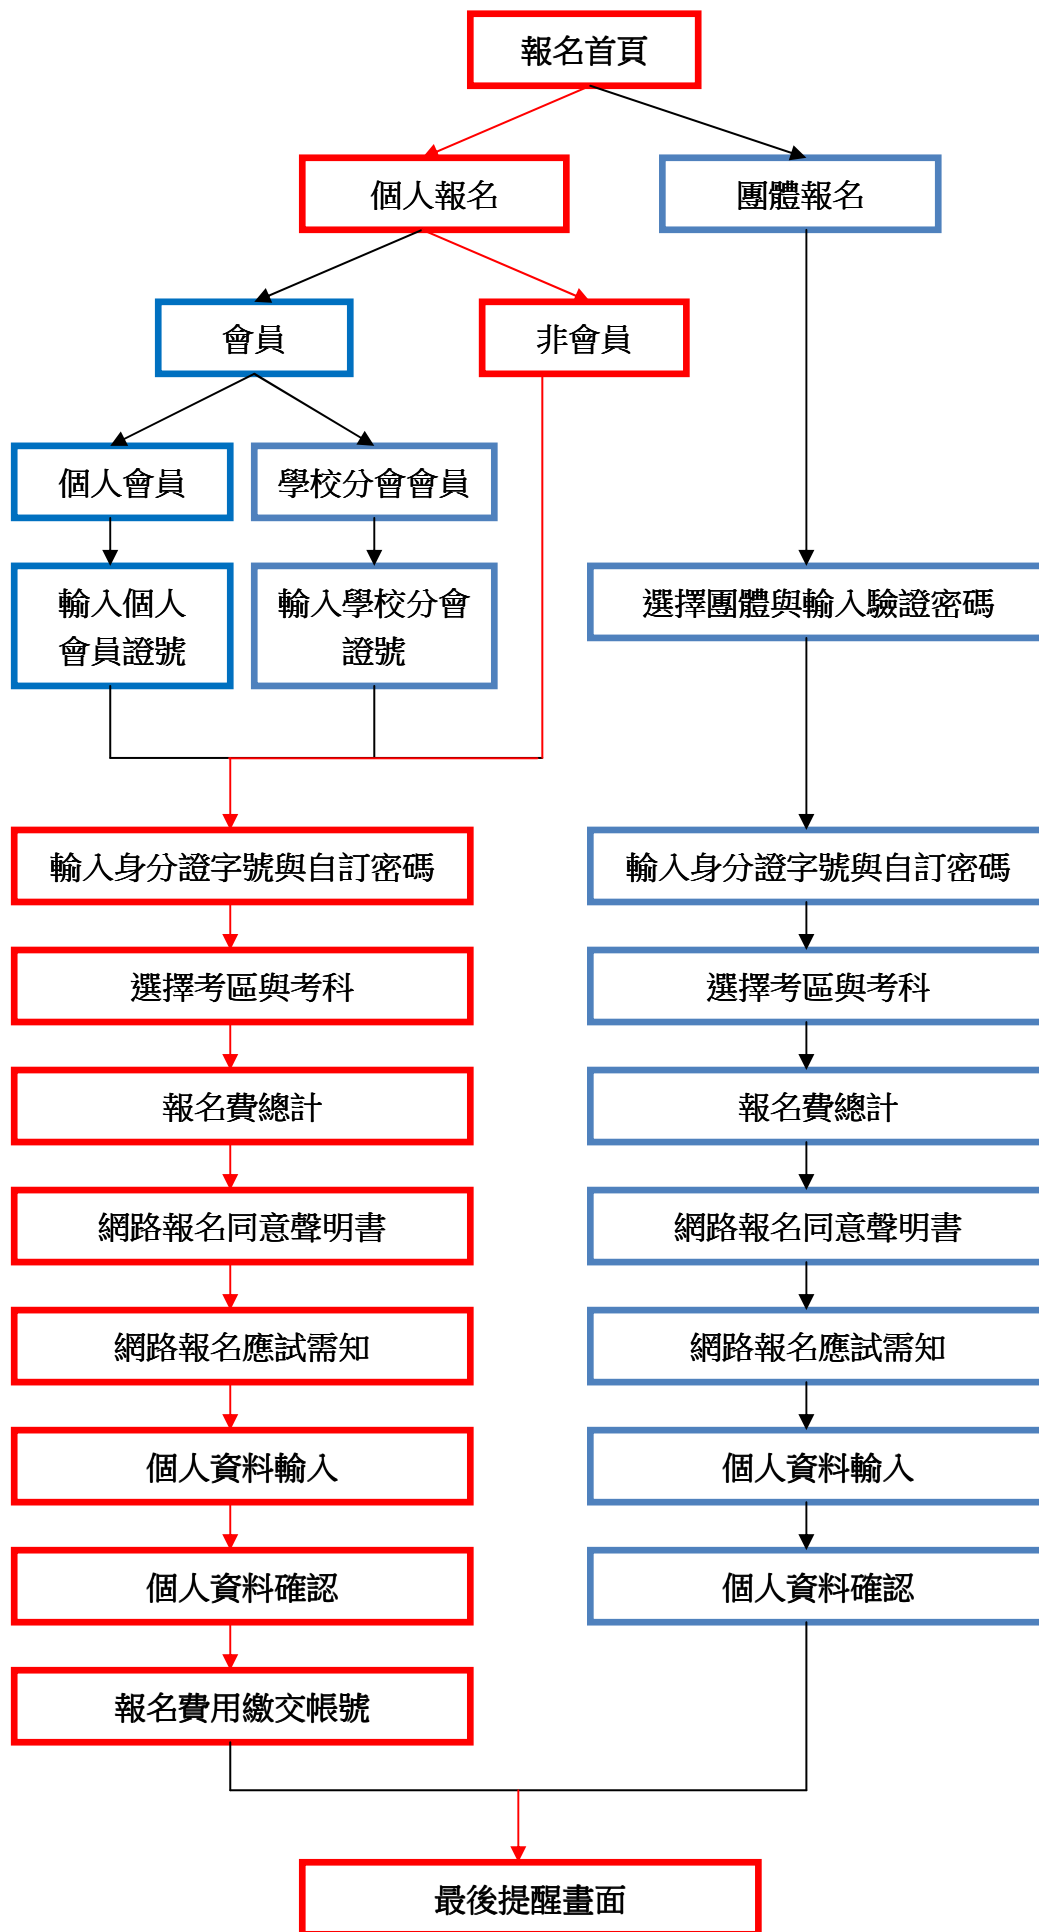 報名首頁
個人報名
團體報名
會員
非會員
個人會員
學校分會會員
輸入個人
會員證號
輸入學校分會
證號
選擇團體與輸入驗證密碼
輸入身分證字號與自訂密碼
輸入身分證字號與自訂密碼
選擇考區與考科
選擇考區與考科
報名費總計
報名費總計
網路報名同意聲明書
網路報名同意聲明書
網路報名應試需知
網路報名應試需知
個人資料輸入
個人資料輸入
個人資料確認
個人資料確認
報名費用繳交帳號
最後提醒畫面